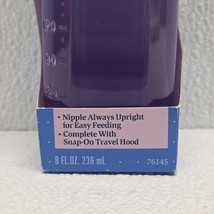 • Nipple Always Upright
for Easy Feeding
• Complete With
Snap-On Travel Hood
8 FL.OZ. 236 mL
76145